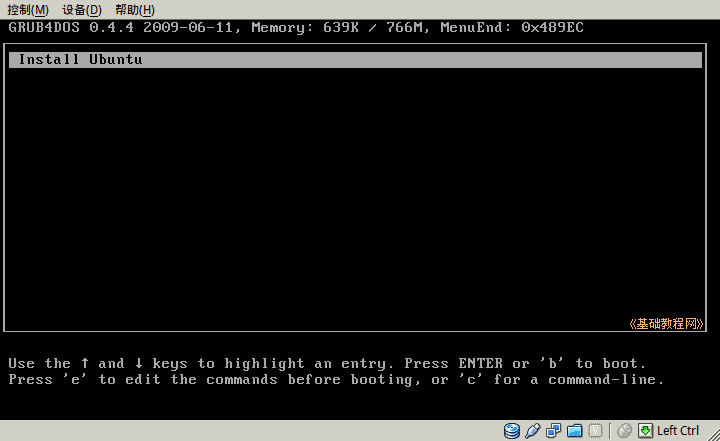 控制(M) 设备(D) 帮助(H)
GRUB4DOS 0.4.4 2009-06-11, Memory: 639K / 766M, MenuEnd: 0x489EC
Install Ubuntu
《基础教程网》
Use the ↑ and ↓ keys to highlight an entry. Press ENTER or 'b' to boot.
Press 'e' to edit the commands before booting, or 'c' for a command-line.
Left Ctrl